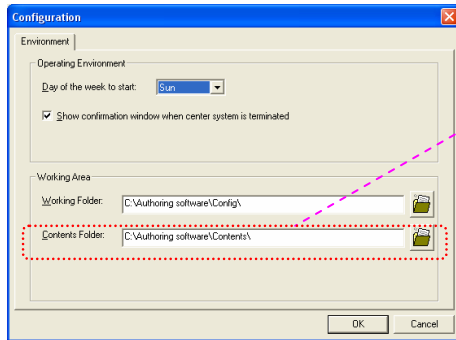 Configuration
Environment
Operating Environment
Day of the week to start: Sun
Show confirmation window when center system is terminated
Working Area
Working Folder: C:\Authoring software\Config\
Contents Folder: C:\Authoring software\Contents\
OK Cancel